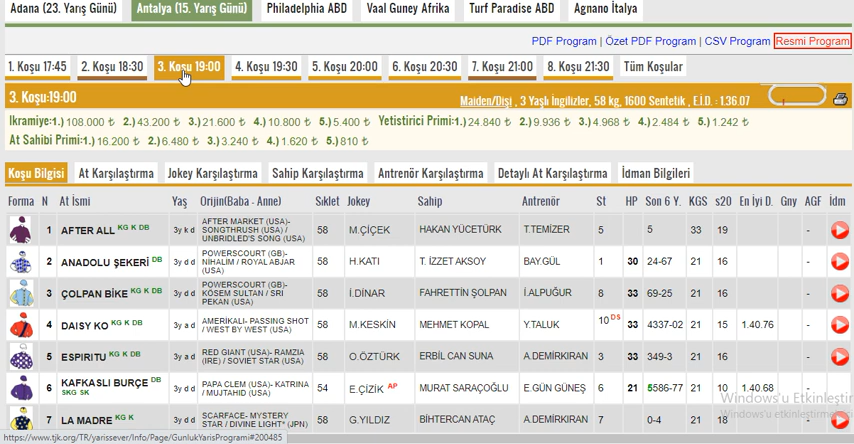 Adana (23. Yarış Günü) Antalya (15. Yarış Günü) Philadelphia ABD Vaal Guney Afrika Turf Paradise ABD Agnano İtalya
PDF Program | Özet PDF Program | CSV Program Resmi Program
1. Koşu 17:45 2. Koşu 18:30 3. Koşu 19:00 4. Koşu 19:30 5. Koşu 20:00 6. Koşu 20:30 7. Koşu 21:00 8. Koşu 21:30 Tüm Koşular
3. Koşu:19:00 Maiden/Dişi , 3 Yaşlı İngilizler, 58 kg, 1600 Sentetik , E.İ.D. : 1.36.07
Ikramiye:1.) 108.000 ₺ 2.) 43.200 ₺ 3.) 21.600 ₺ 4.) 10.800 ₺ 5.) 5.400 ₺ Yetistirici Primi:1.) 24.840 ₺ 2.) 9.936 ₺ 3.) 4.968 ₺ 4.) 2.484 ₺ 5.) 1.242 ₺
At Sahibi Primi:1.) 16.200 ₺ 2.) 6.480 ₺ 3.) 3.240 ₺ 4.) 1.620 ₺ 5.) 810 ₺
Koşu Bilgisi At Karşılaştırma Jokey Karşılaştırma Sahip Karşılaştırma Antrenör Karşılaştırma Detaylı At Karşılaştırma İdman Bilgileri
Forma N At İsmi Yaş Orijin(Baba - Anne) Sıklet Jokey Sahip Antrenör St HP Son 6 Y. KGS s20 En İyi D. Gny AGF İdm
1 AFTER ALL KG K DB 3y k d AFTER MARKET (USA)- SONGTHRUSH (USA) / UNBRIDLED'S SONG (USA) 58 M.ÇİÇEK HAKAN YÜCETÜRK T.TEMİZER 5 5 33 19 -
2 ANADOLU ŞEKERİ DB 3y d d POWERSCOURT (GB)- NIHALIM / ROYAL ABJAR (USA) 58 H.KATI T. İZZET AKSOY BAY.GÜL 1 30 24-67 21 16 -
3 ÇOLPAN BİKE KG K DB 3y d d POWERSCOURT (GB)- KÖSEM SULTAN / SRI PEKAN (USA) 58 İ.DİNAR FAHRETTİN ŞOLPAN İ.ALPUĞUR 8 33 69-25 21 16 -
4 DAISY KO KG K DB 3y d d AMERİKALI- PASSING SHOT / WEST BY WEST (USA) 58 M.KESKİN MEHMET KOPAL Y.TALUK 10 DS 33 4337-02 21 15 1.40.76 -
5 ESPIRITU KG K DB 3y a d RED GIANT (USA)- RAMZIA (IRE) / SOVIET STAR (USA) 58 O.ÖZTÜRK ERBİL CAN SUNA A.DEMİRKIRAN 3 33 349-3 21 16 -
6 KAFKASLI BURÇE DB SKG SK 3y d d PAPA CLEM (USA)- KATRINA / MUJTAHID (USA) 54 E.ÇİZİK AP MURAT SARAÇOĞLU E.GÜN GÜNEŞ 6 21 5586-77 21 10 1.40.68
7 LA MADRE KG K 3y d d SCARFACE- MYSTERY STAR / DIVINE LIGHT* (JPN) 58 G.YILDIZ BİHTERCAN ATAÇ A.DEMİRKIRAN 7 0-4 21 18 -
Windows'u Etkinleştir
Windows'u etkinleştirme
https://www.tjk.org/TR/yarissever/Info/Page/GunlukYarisProgrami#200485